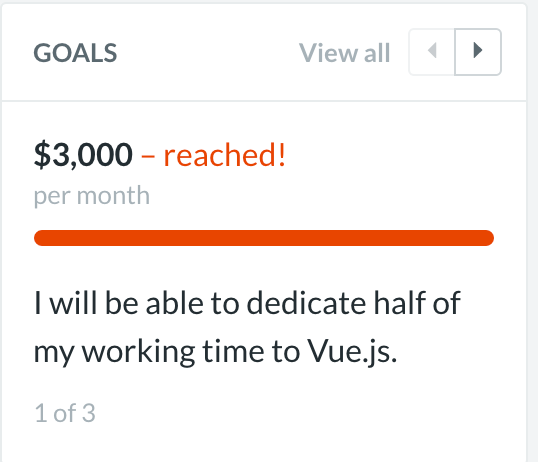 GOALS View all
$3,000 – reached!
per month
I will be able to dedicate half of
my working time to Vue.js.
1 of 3